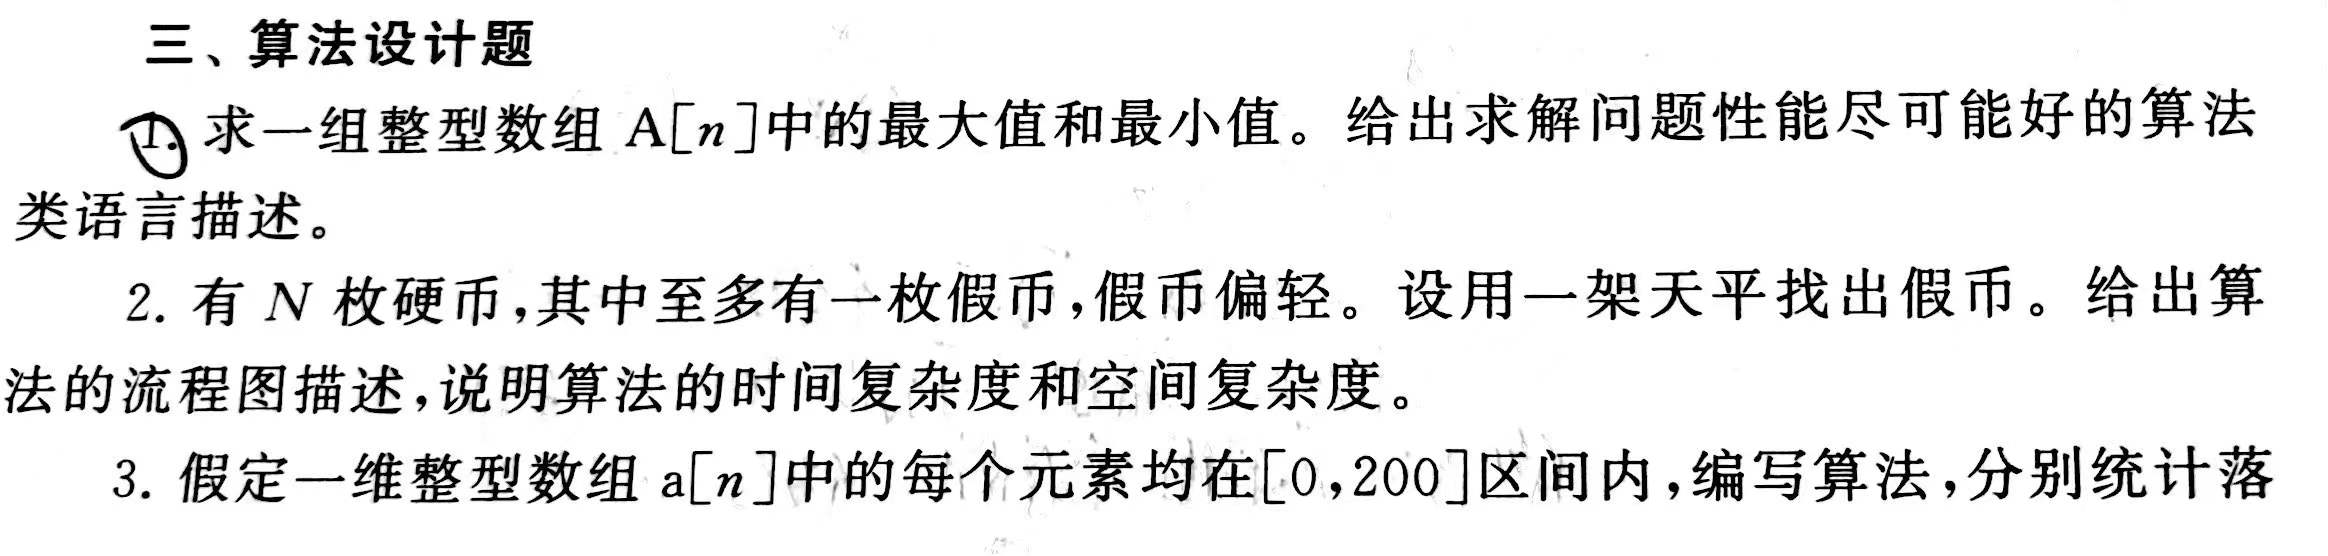 三、算法设计题
1. 求一组整型数组 A[n]中的最大值和最小值。给出求解问题性能尽可能好的算法
类语言描述。
2. 有 N 枚硬币,其中至多有一枚假币,假币偏轻。设用一架天平找出假币。给出算
法的流程图描述,说明算法的时间复杂度和空间复杂度。
3. 假定一维整型数组 a[n]中的每个元素均在[0,200]区间内,编写算法,分别统计落